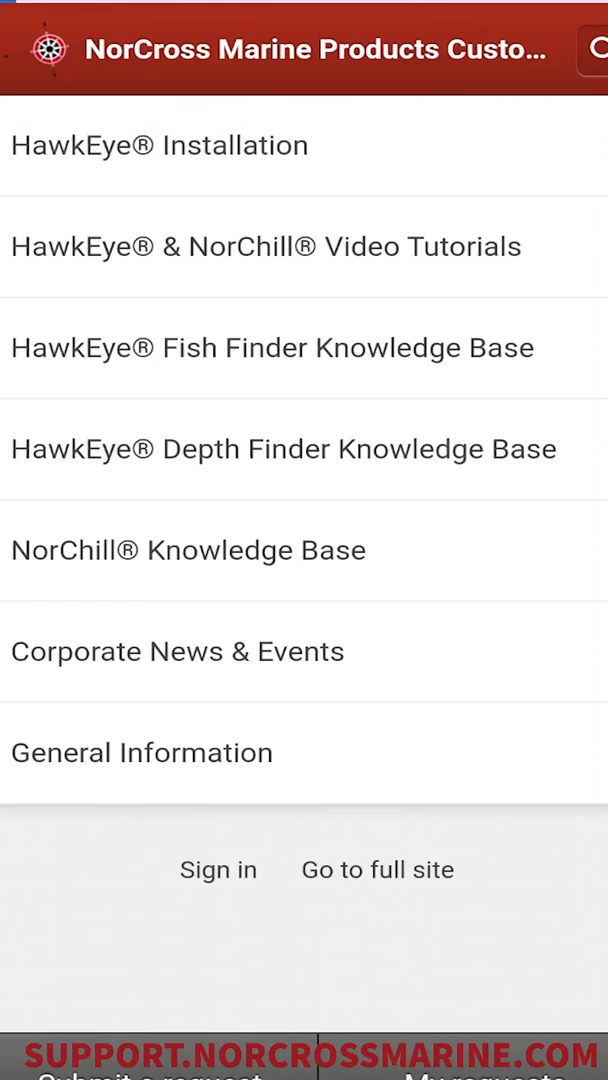 NorCross Marine Products Custo...
HawkEye® Installation
HawkEye® & NorChill® Video Tutorials
HawkEye® Fish Finder Knowledge Base
HawkEye® Depth Finder Knowledge Base
NorChill® Knowledge Base
Corporate News & Events
General Information
Sign in Go to full site
SUPPORT.NORCROSSMARINE.COM
Submit a request My requests